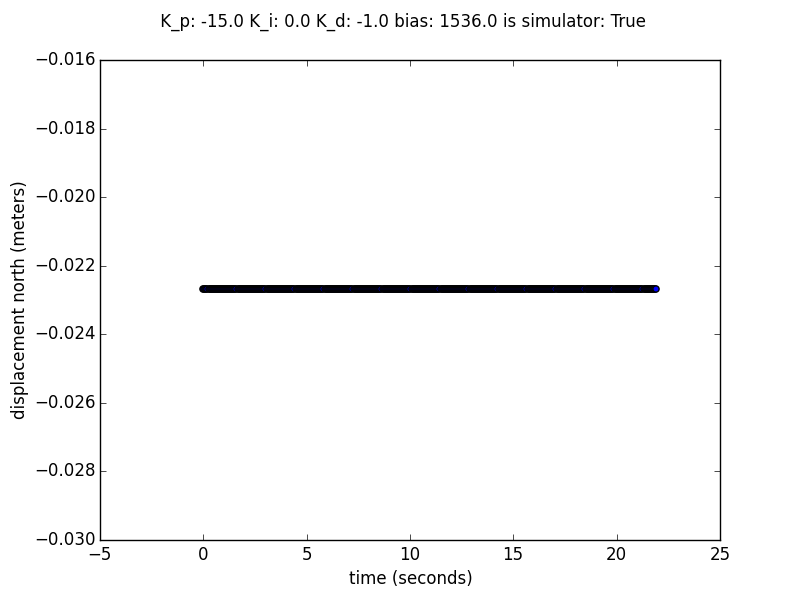 K_p: -15.0 K_i: 0.0 K_d: -1.0 bias: 1536.0 is simulator: True
−0.016
−0.018
−0.020
−0.022
−0.024
−0.026
−0.028
−0.030
displacement north (meters)
−5 0 5 10 15 20 25
time (seconds)